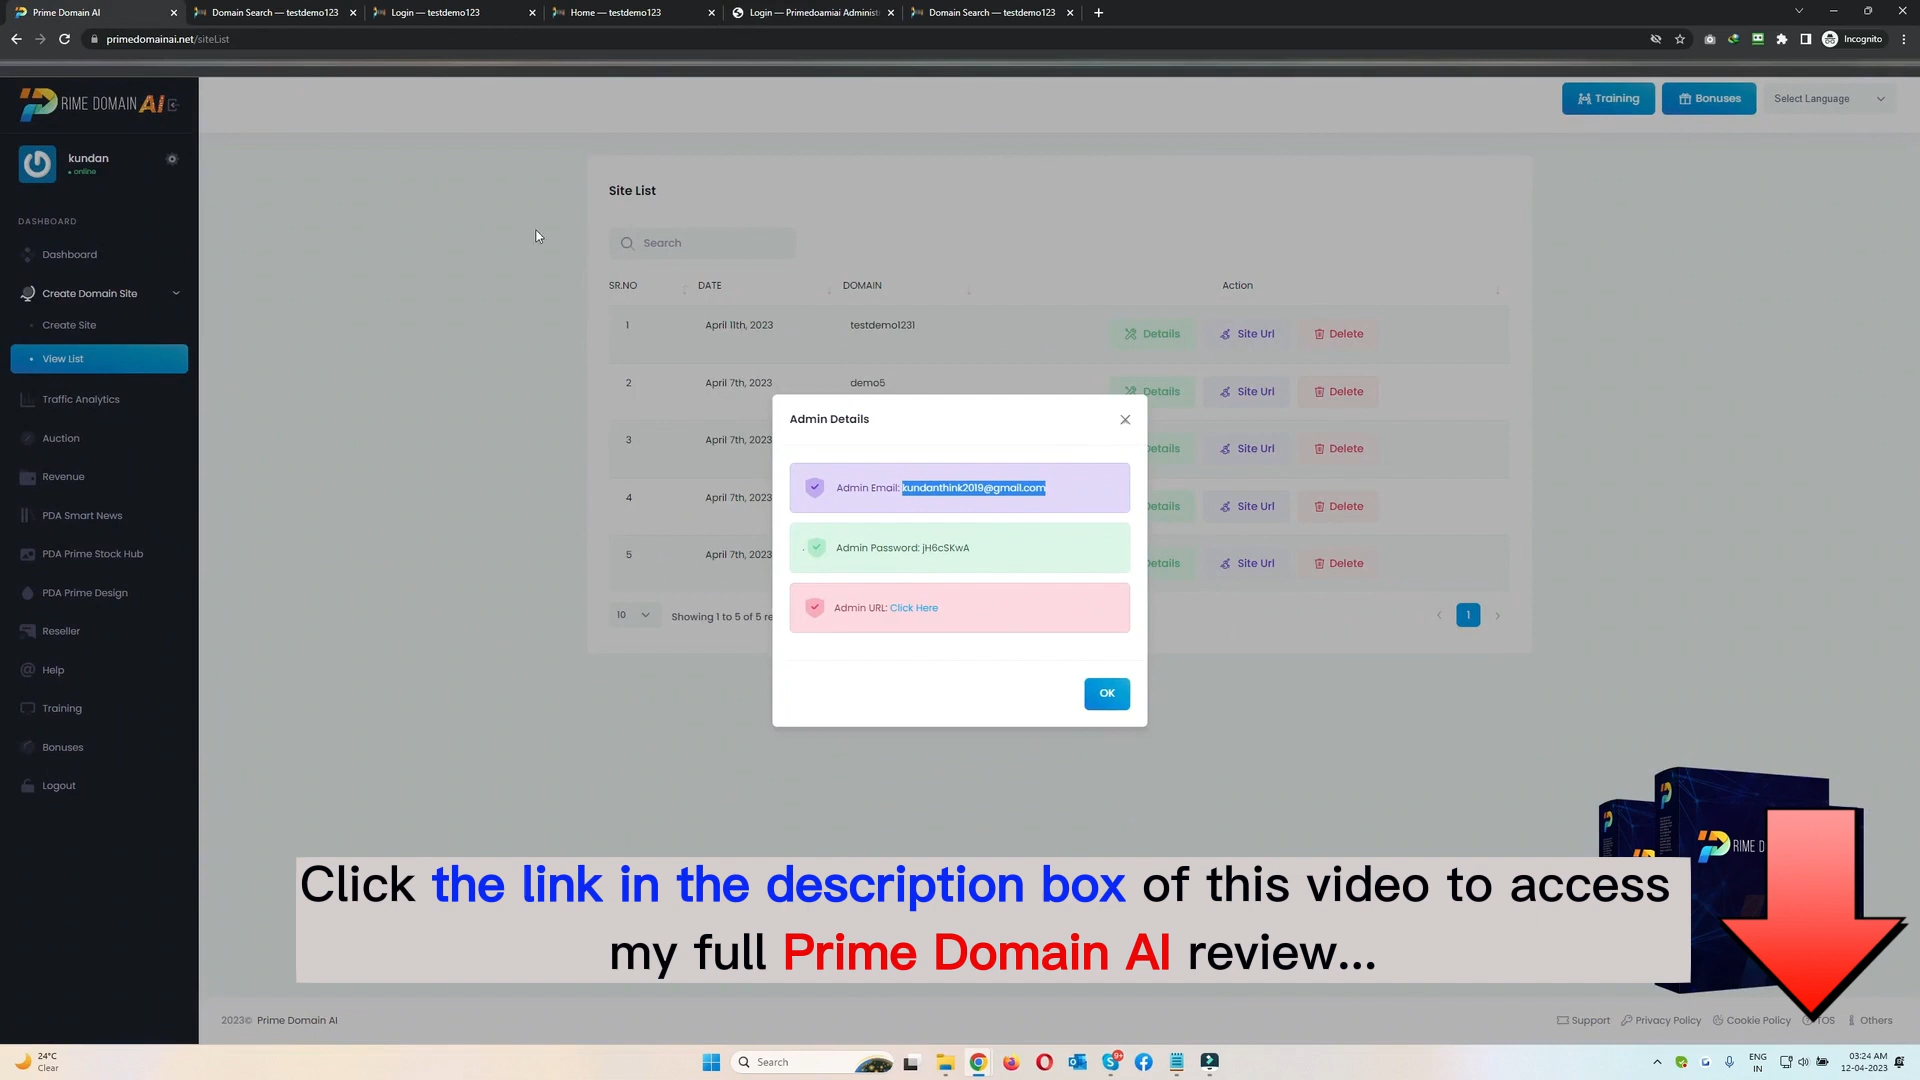 Prime Domain AI
Domain Search — testdemo123
Login — testdemo123
Home — testdemo123
Login — Primedoamiai Administ
Domain Search — testdemo123
primedomainai.net/siteList
Incognito
PRIME DOMAIN AI
Training
Bonuses
Select Language
kundan
online
DASHBOARD
Dashboard
Create Domain Site
Create Site
View List
Traffic Analytics
Auction
Revenue
PDA Smart News
PDA Prime Stock Hub
PDA Prime Design
Reseller
Help
Training
Bonuses
Logout
Site List
Search
SR.NO DATE DOMAIN Action
1 April 11th, 2023 testdemo1231 Details Site Url Delete
2 April 7th, 2023 demo5 Details Site Url Delete
3 April 7th, 2023 Details Site Url Delete
4 April 7th, 2023 Details Site Url Delete
5 April 7th, 2023 Details Site Url Delete
10 Showing 1 to 5 of 5 re
1
Admin Details
Admin Email: kundanthink2019@gmail.com
Admin Password: jH6cSKwA
Admin URL: Click Here
OK
RIME D
Click the link in the description box of this video to access
my full Prime Domain AI review...
2023© Prime Domain AI
Support Privacy Policy Cookie Policy TOS Others
24°C
Clear
Search
9+
ENG
IN
03:24 AM
12-04-2023